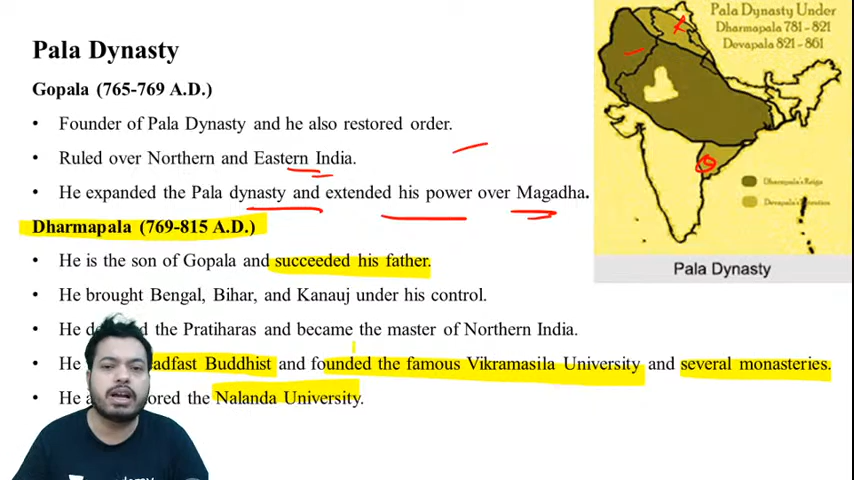 Pala Dynasty
Gopala (765-769 A.D.)
• Founder of Pala Dynasty and he also restored order.
• Ruled over Northern and Eastern India.
• He expanded the Pala dynasty and extended his power over Magadha.
Dharmapala (769-815 A.D.)
• He is the son of Gopala and succeeded his father.
• He brought Bengal, Bihar, and Kanauj under his control.
• He the Pratiharas and became the master of Northern India.
• He Buddhist and founded the famous Vikramasila University and several monasteries.
• He the Nalanda University.
Pala Dynasty Under
Dharmapala 781 - 821
Devapala 821 - 861
Dharmapala's Reign
Pala Dynasty